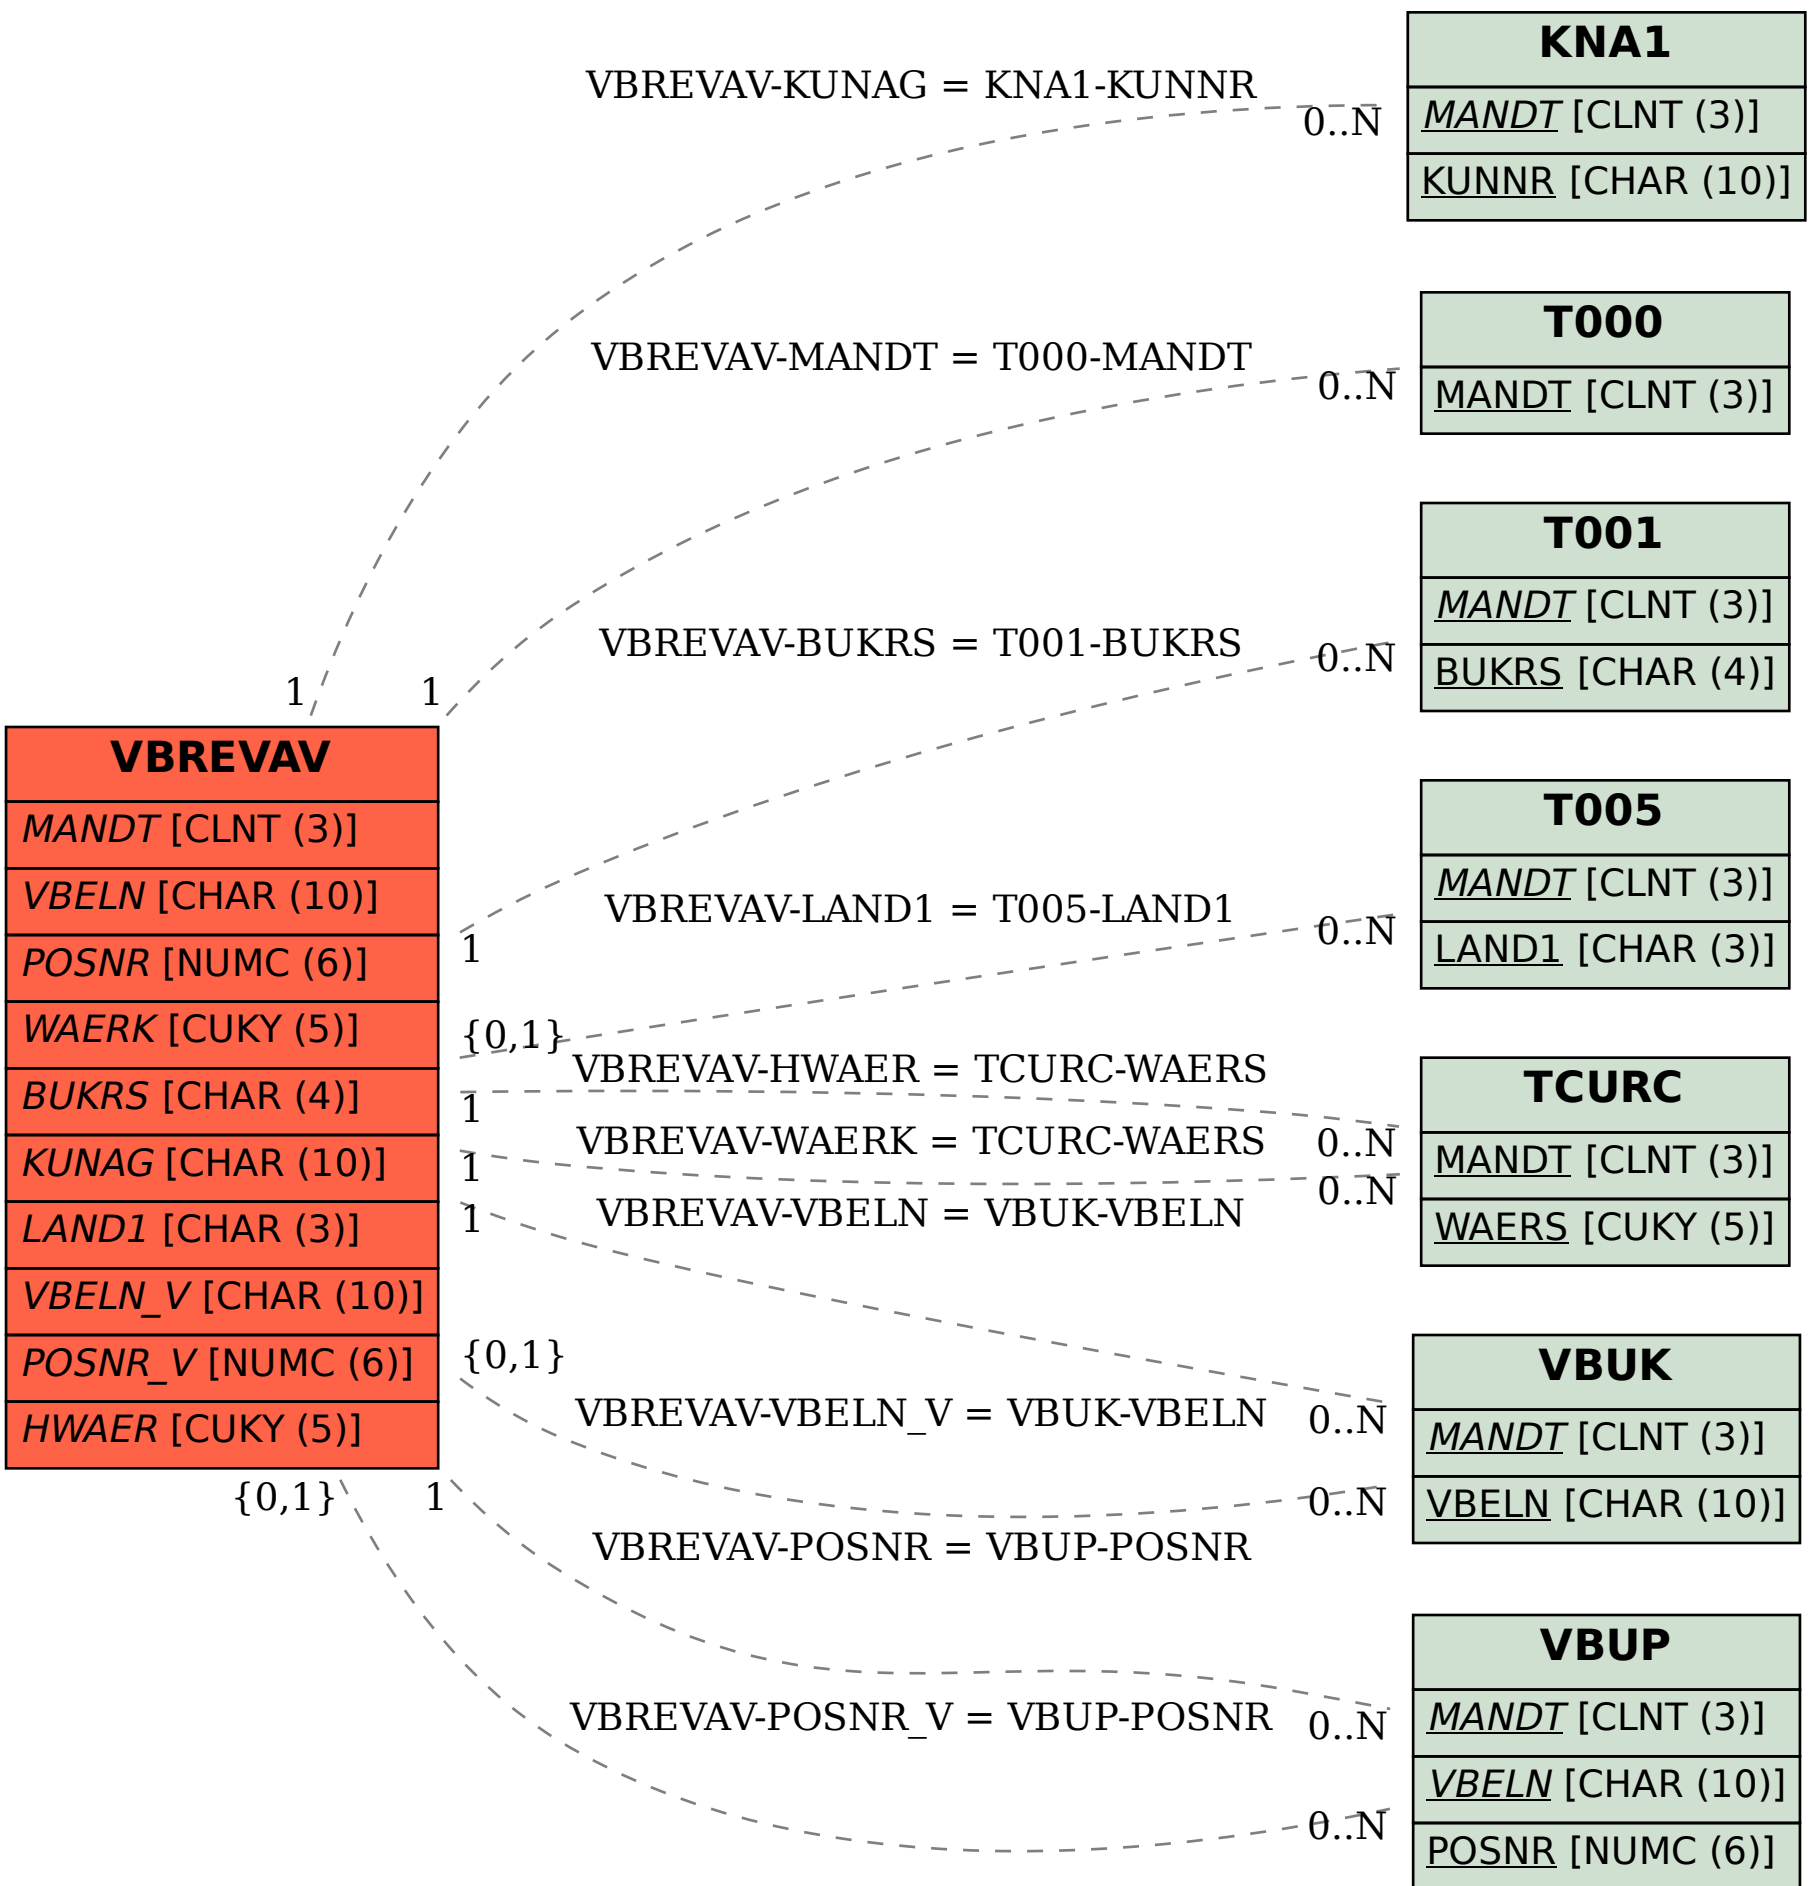 KNA1
VBREVAV-KUNAG = KNA1-KUNNR
0..N
MANDT [CLNT (3)]
KUNNR [CHAR (10)]
T000
VBREVAV-MANDT = T000-MANDT
0..N
MANDT [CLNT (3)]
T001
MANDT [CLNT (3)]
VBREVAV-BUKRS = T001-BUKRS
0..N
BUKRS [CHAR (4)]
1
1
VBREVAV
MANDT [CLNT (3)]
VBELN [CHAR (10)]
POSNR [NUMC (6)]
WAERK [CUKY (5)]
BUKRS [CHAR (4)]
KUNAG [CHAR (10)]
LAND1 [CHAR (3)]
VBELN_V [CHAR (10)]
POSNR_V [NUMC (6)]
HWAER [CUKY (5)]
T005
MANDT [CLNT (3)]
VBREVAV-LAND1 = T005-LAND1
0..N
LAND1 [CHAR (3)]
1
{0,1}
VBREVAV-HWAER = TCURC-WAERS
TCURC
1
VBREVAV-WAERK = TCURC-WAERS
0..N
MANDT [CLNT (3)]
1
0..N
VBREVAV-VBELN = VBUK-VBELN
WAERS [CUKY (5)]
1
{0,1}
VBUK
VBREVAV-VBELN_V = VBUK-VBELN
0..N
MANDT [CLNT (3)]
0..N
VBELN [CHAR (10)]
{0,1}
1
VBREVAV-POSNR = VBUP-POSNR
VBUP
VBREVAV-POSNR_V = VBUP-POSNR
0..N
MANDT [CLNT (3)]
VBELN [CHAR (10)]
0..N
POSNR [NUMC (6)]